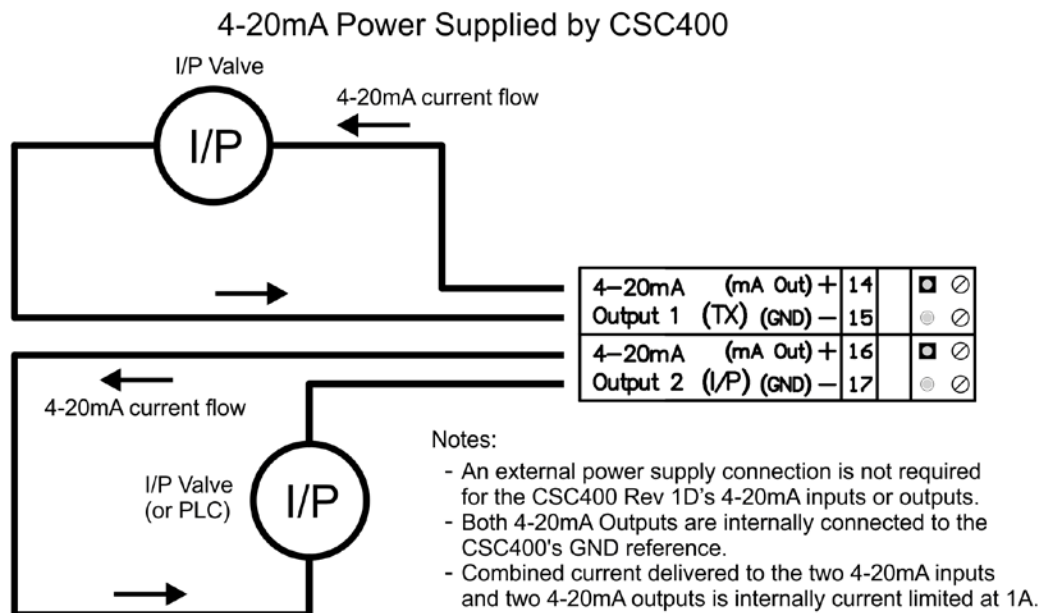 4-20mA Power Supplied by CSC400
I/P Valve
4-20mA current flow
I/P
4-20mA (mA Out) + 14
Output 1 (TX) (GND) - 15
4-20mA (mA Out) + 16
Output 2 (I/P) (GND) - 17
4-20mA current flow
I/P Valve
(or PLC)
I/P
Notes:
- An external power supply connection is not required
for the CSC400 Rev 1D's 4-20mA inputs or outputs.
- Both 4-20mA Outputs are internally connected to the
CSC400's GND reference.
- Combined current delivered to the two 4-20mA inputs
and two 4-20mA outputs is internally current limited at 1A.